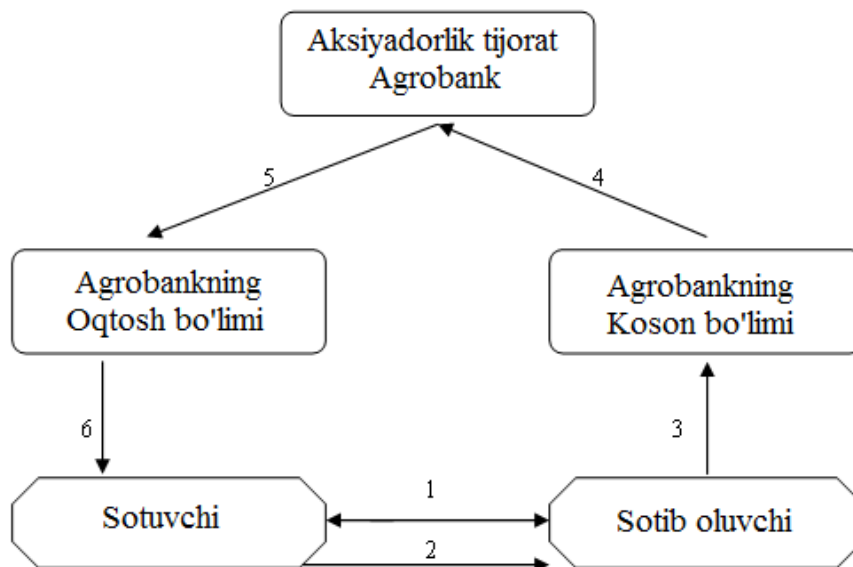 Aksiyadorlik tijorat
Agrobank
5
4
Agrobankning
Oqtosh bo'limi
Agrobankning
Koson bo'limi
6
3
Sotuvchi
1
2
Sotib oluvchi